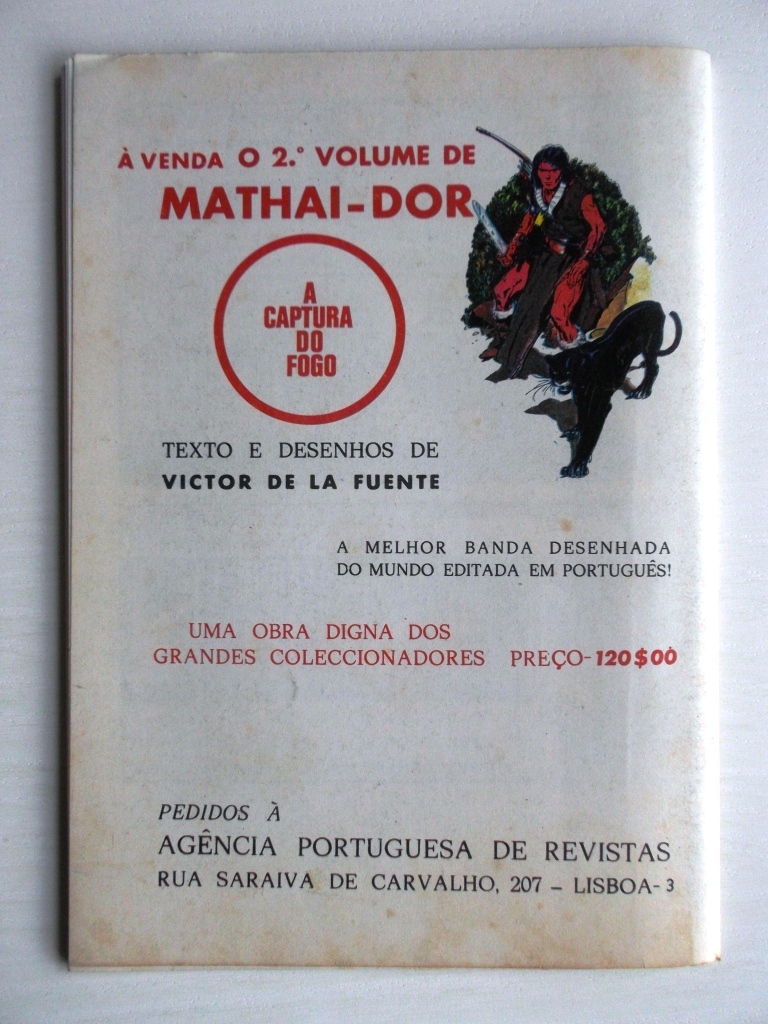 À VENDA O 2.º VOLUME DE
MATHAI-DOR
A
CAPTURA
DO
FOGO
TEXTO E DESENHOS DE
VICTOR DE LA FUENTE
A MELHOR BANDA DESENHADA
DO MUNDO EDITADA EM PORTUGUÊS!
UMA OBRA DIGNA DOS
GRANDES COLECCIONADORES PREÇO-120$00
PEDIDOS À
AGÊNCIA PORTUGUESA DE REVISTAS
RUA SARAIVA DE CARVALHO, 207 – LISBOA-3